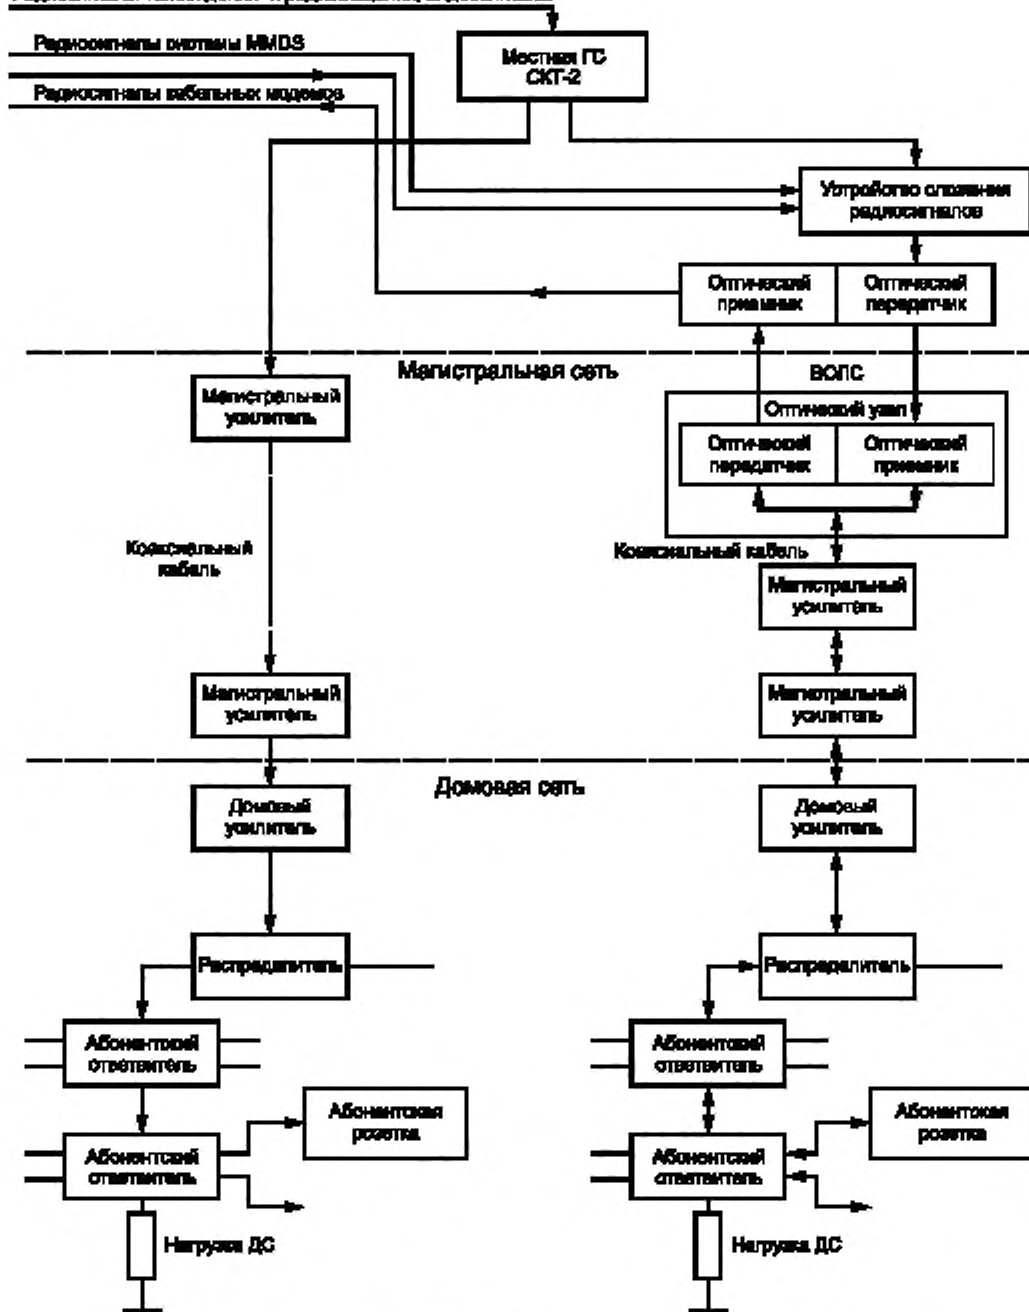 Радиосигналы системы MMDS
Местная ГС
СКТ-2
Радиосигналы кабельных модемов
Устройство сложения
радиосигналов
Оптический
приемник
Оптический
передатчик
Магистральная сеть
ВОЛС
Магистральный
усилитель
Оптический узел
Оптический
передатчик
Оптический
приемник
Коаксиальный
кабель
Коаксиальный кабель
Магистральный
усилитель
Магистральный
усилитель
Магистральный
усилитель
Домовая сеть
Домовый
усилитель
Домовый
усилитель
Распределитель
Распределитель
Абонентский
ответвитель
Абонентский
ответвитель
Абонентская
розетка
Абонентская
розетка
Абонентский
ответвитель
Абонентский
ответвитель
Нагрузка ДС
Нагрузка ДС